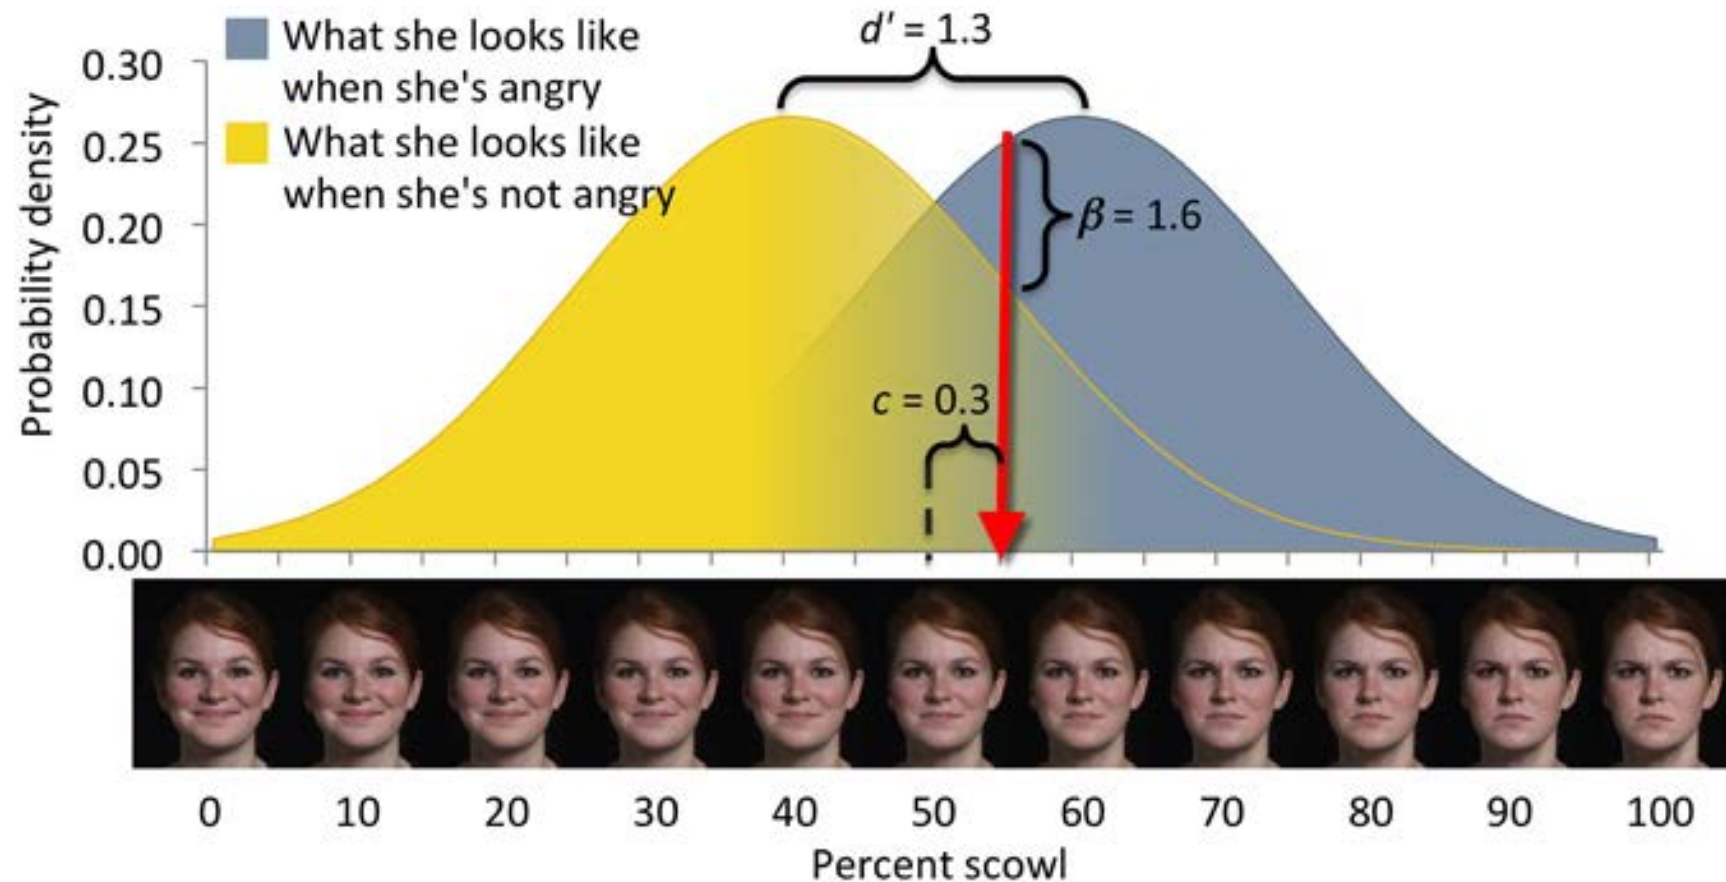 What she looks like
when she's angry
What she looks like
when she's not angry
d' = 1.3
β = 1.6
c = 0.3
Probability density
0.30
0.25
0.20
0.15
0.10
0.05
0.00
0 10 20 30 40 50 60 70 80 90 100
Percent scowl